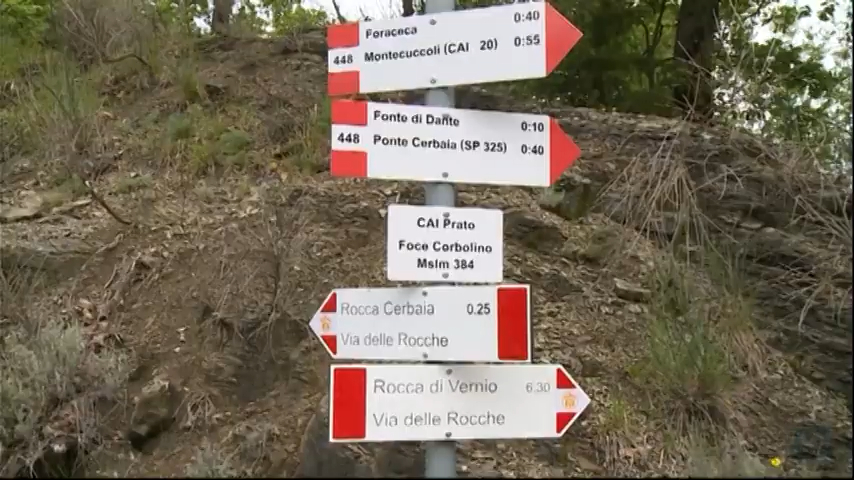 Foraceca 0:40
448 Montecuccoli (CAI 20) 0:55
Fonte di Dante 0:10
448 Ponte Cerbaia (SP 325) 0:40
CAI Prato
Foce Corbolino
Mslm 384
Rocca Cerbaia 0.25
Via delle Rocche
Rocca di Vernio 6:30
Via delle Rocche